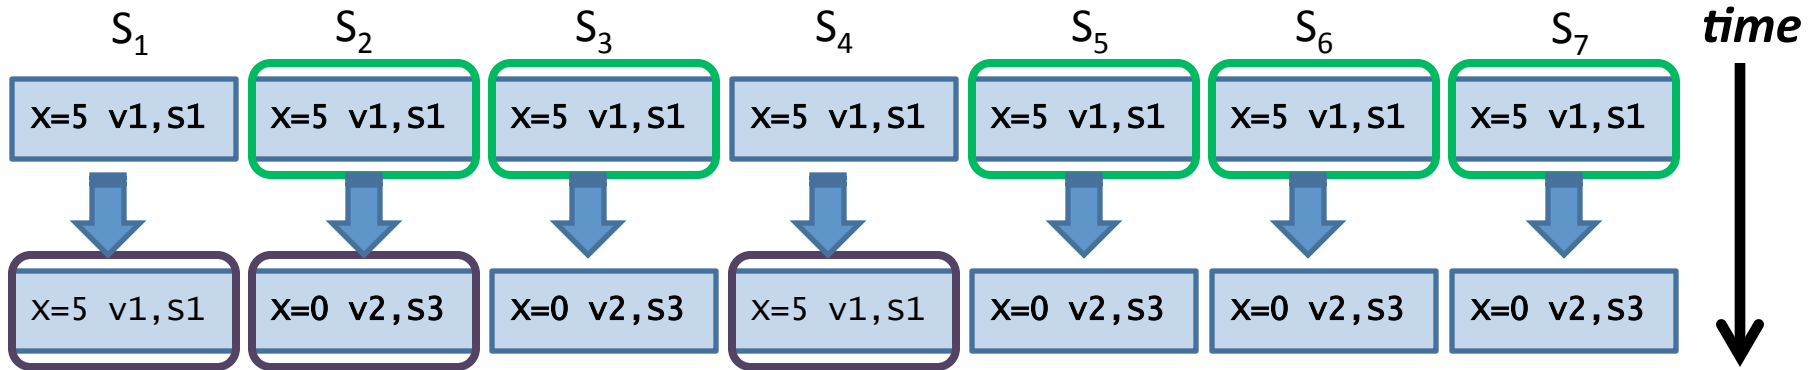 S1 S2 S3 S4 S5 S6 S7 time
x=5 v1,S1 x=5 v1,S1 x=5 v1,S1 x=5 v1,S1 x=5 v1,S1 x=5 v1,S1 x=5 v1,S1
x=5 v1,S1 x=0 v2,S3 x=0 v2,S3 x=5 v1,S1 x=0 v2,S3 x=0 v2,S3 x=0 v2,S3